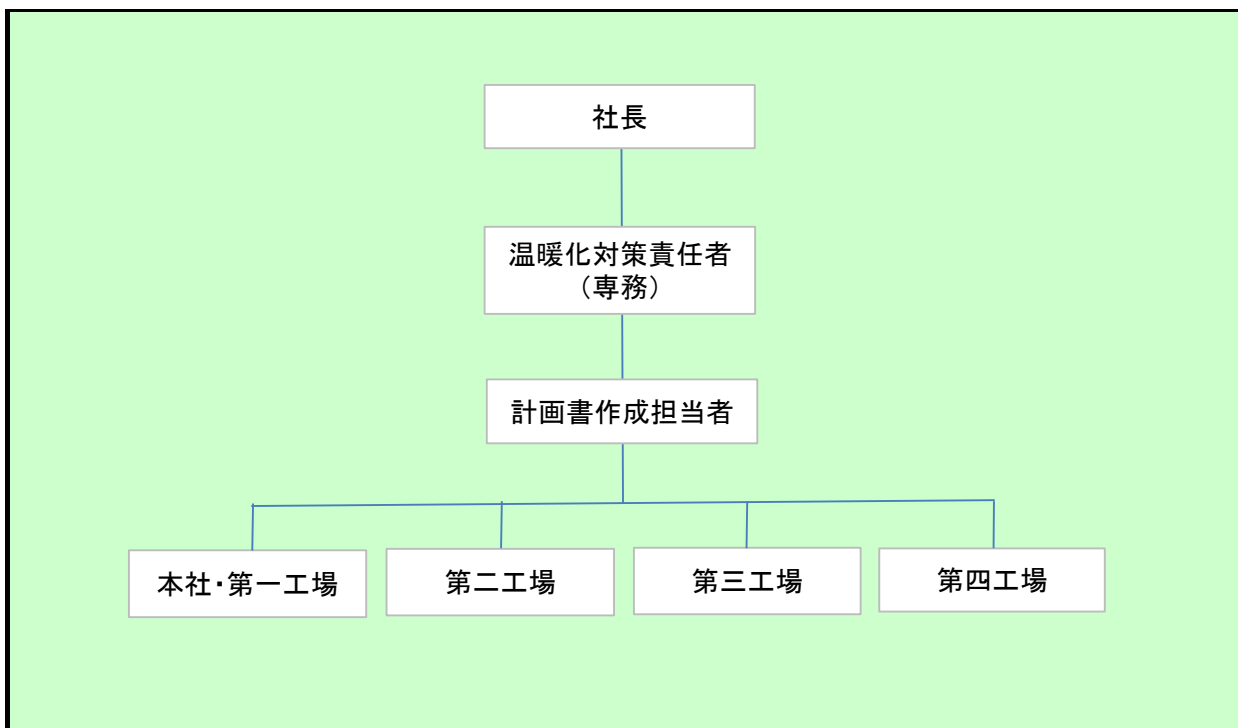 社長
温暖化対策責任者
（専務）
計画書作成担当者
本社・第一工場
第二工場
第三工場
第四工場